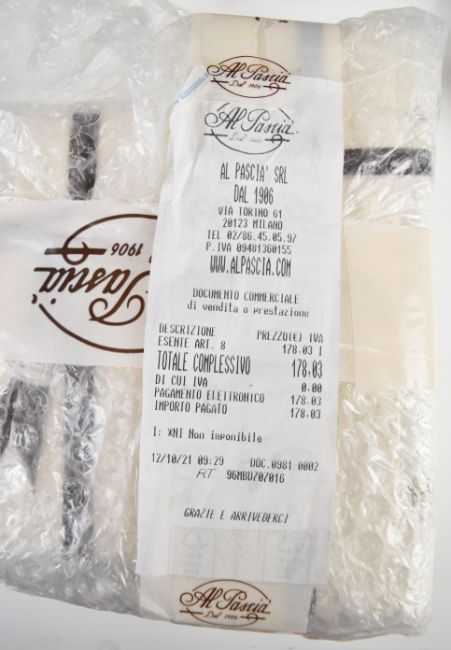 Al Pascià
Dal 1906
Al Pascià
Dal 1906
AL PASCIA' SRL
DAL 1906
VIA TORINO 61
20123 MILANO
TEL 02/86.45.05.97
P.IVA 09481360155
WWW.ALPASCIA.COM
DOCUMENTO COMMERCIALE
di vendita o prestazione
DESCRIZIONE PREZZO(€) IVA
ESENTE ART. 8 178,03 I
TOTALE COMPLESSIVO 178,03
DI CUI IVA 0,00
PAGAMENTO ELETTRONICO 178,03
IMPORTO PAGATO 178,03
I: *NI Non imponibile
12/10/21 09:29 DOC.0981-0002
RT 96MBD707016
GRAZIE E ARRIVEDERCI
Al Pascià
Dal 1906
Pascià
1906